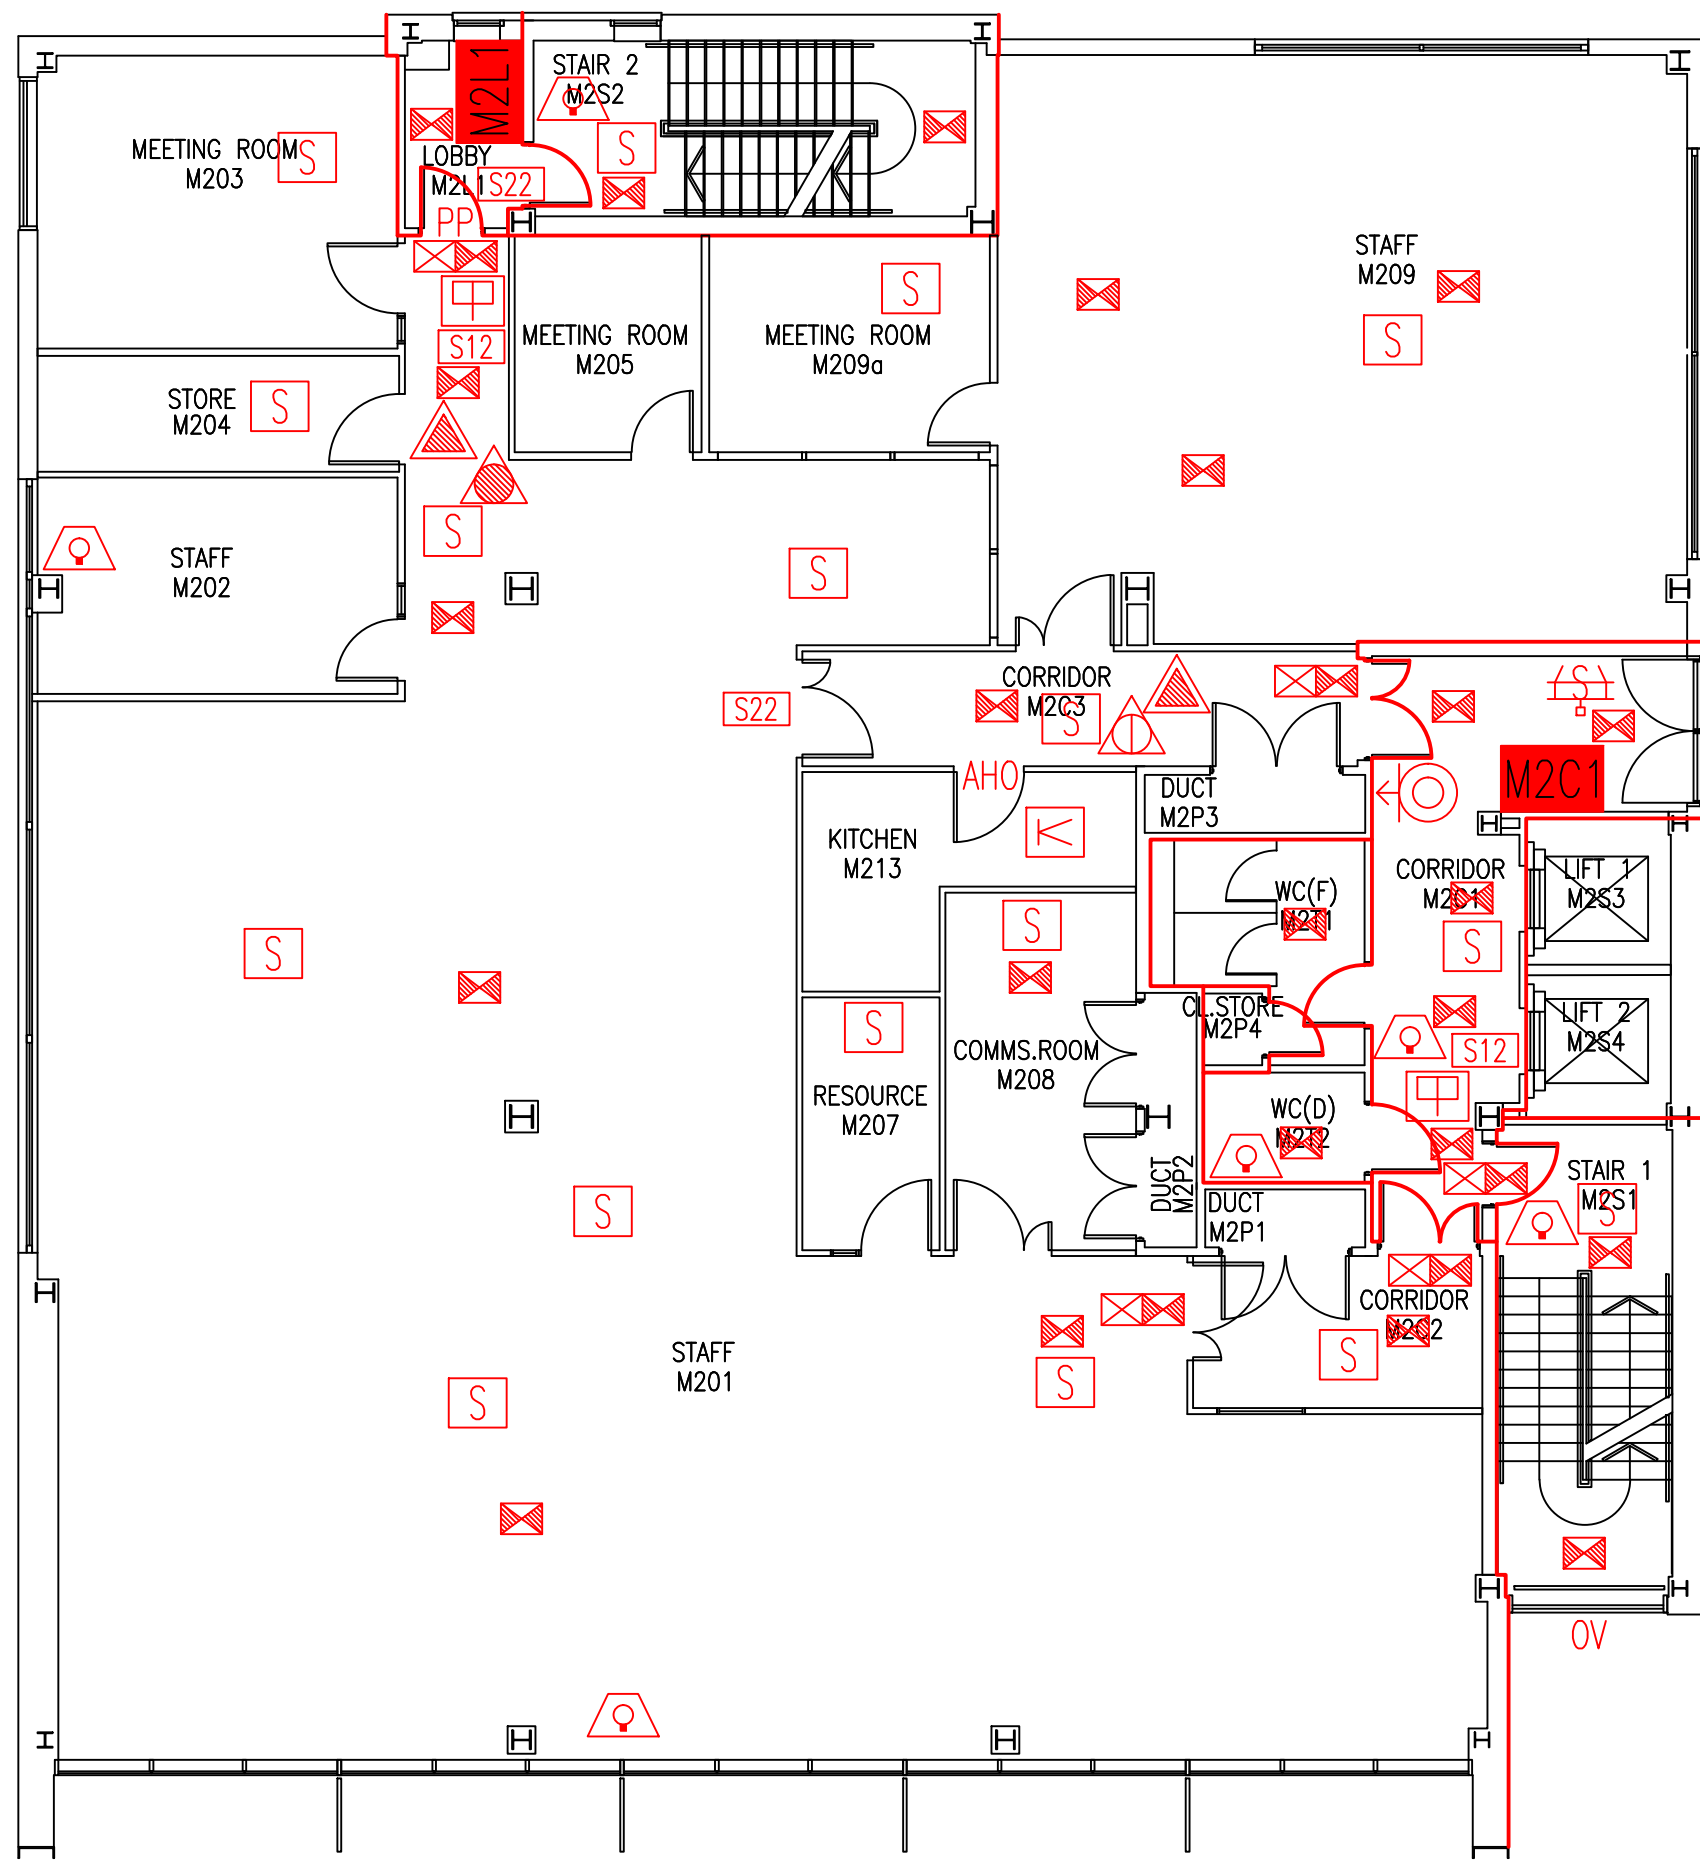 M2L1
STAIR 2
M2S2
S
MEETING ROOM
M203
S
LOBBY
M2L1
S22
PP
STAFF
M209
S
S12
MEETING ROOM
M205
MEETING ROOM
M209a
S
STORE
M204
S
S
STAFF
M202
S
CORRIDOR
M2C3
S
S22
S
AHO
M2C1
DUCT
M2P3
KITCHEN
M213
K
CORRIDOR
M2C1
LIFT 1
M2S3
WC(F)
M2T1
S
S
S
CL.STORE
M2P4
S
LIFT 2
M2S4
COMMS.ROOM
M208
S12
RESOURCE
M207
WC(D)
M2T2
DUCT
M2P2
STAIR 1
M2S1
S
DUCT
M2P1
S
CORRIDOR
M2C2
S
STAFF
M201
S
S
OV